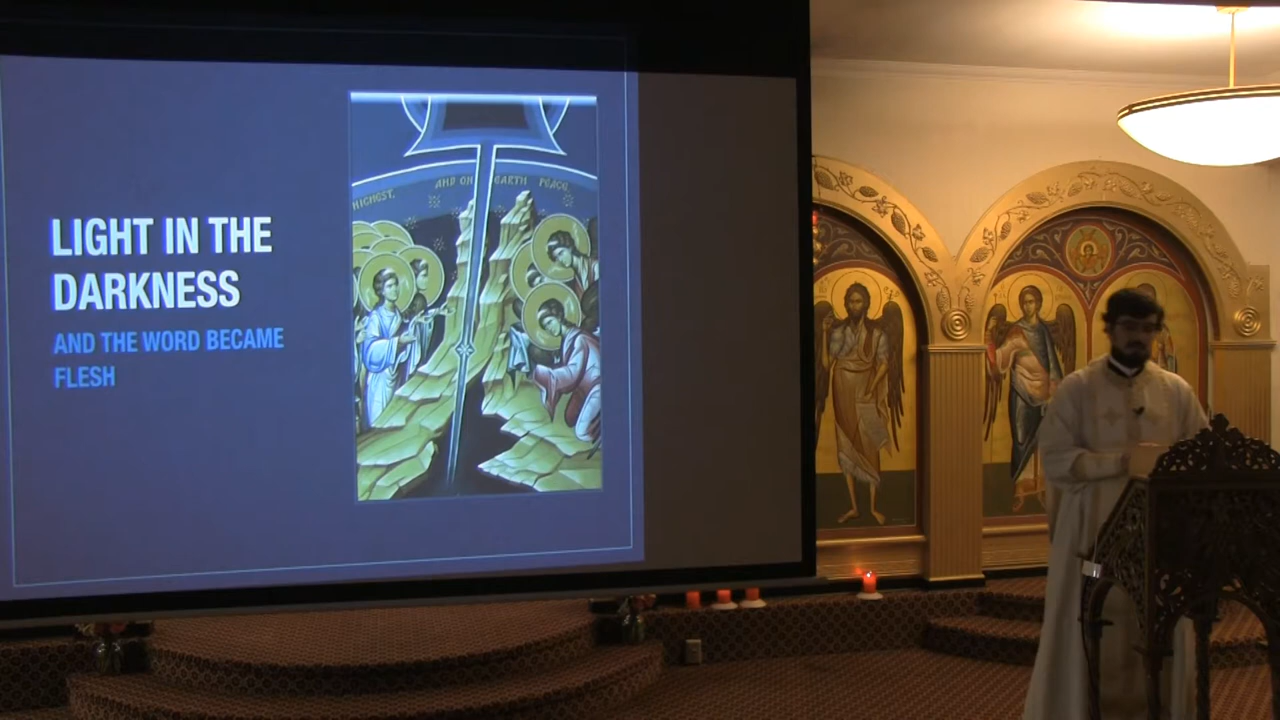 LIGHT IN THE
DARKNESS
AND THE WORD BECAME
FLESH
HIGHEST,
AND ON EARTH PEACE,